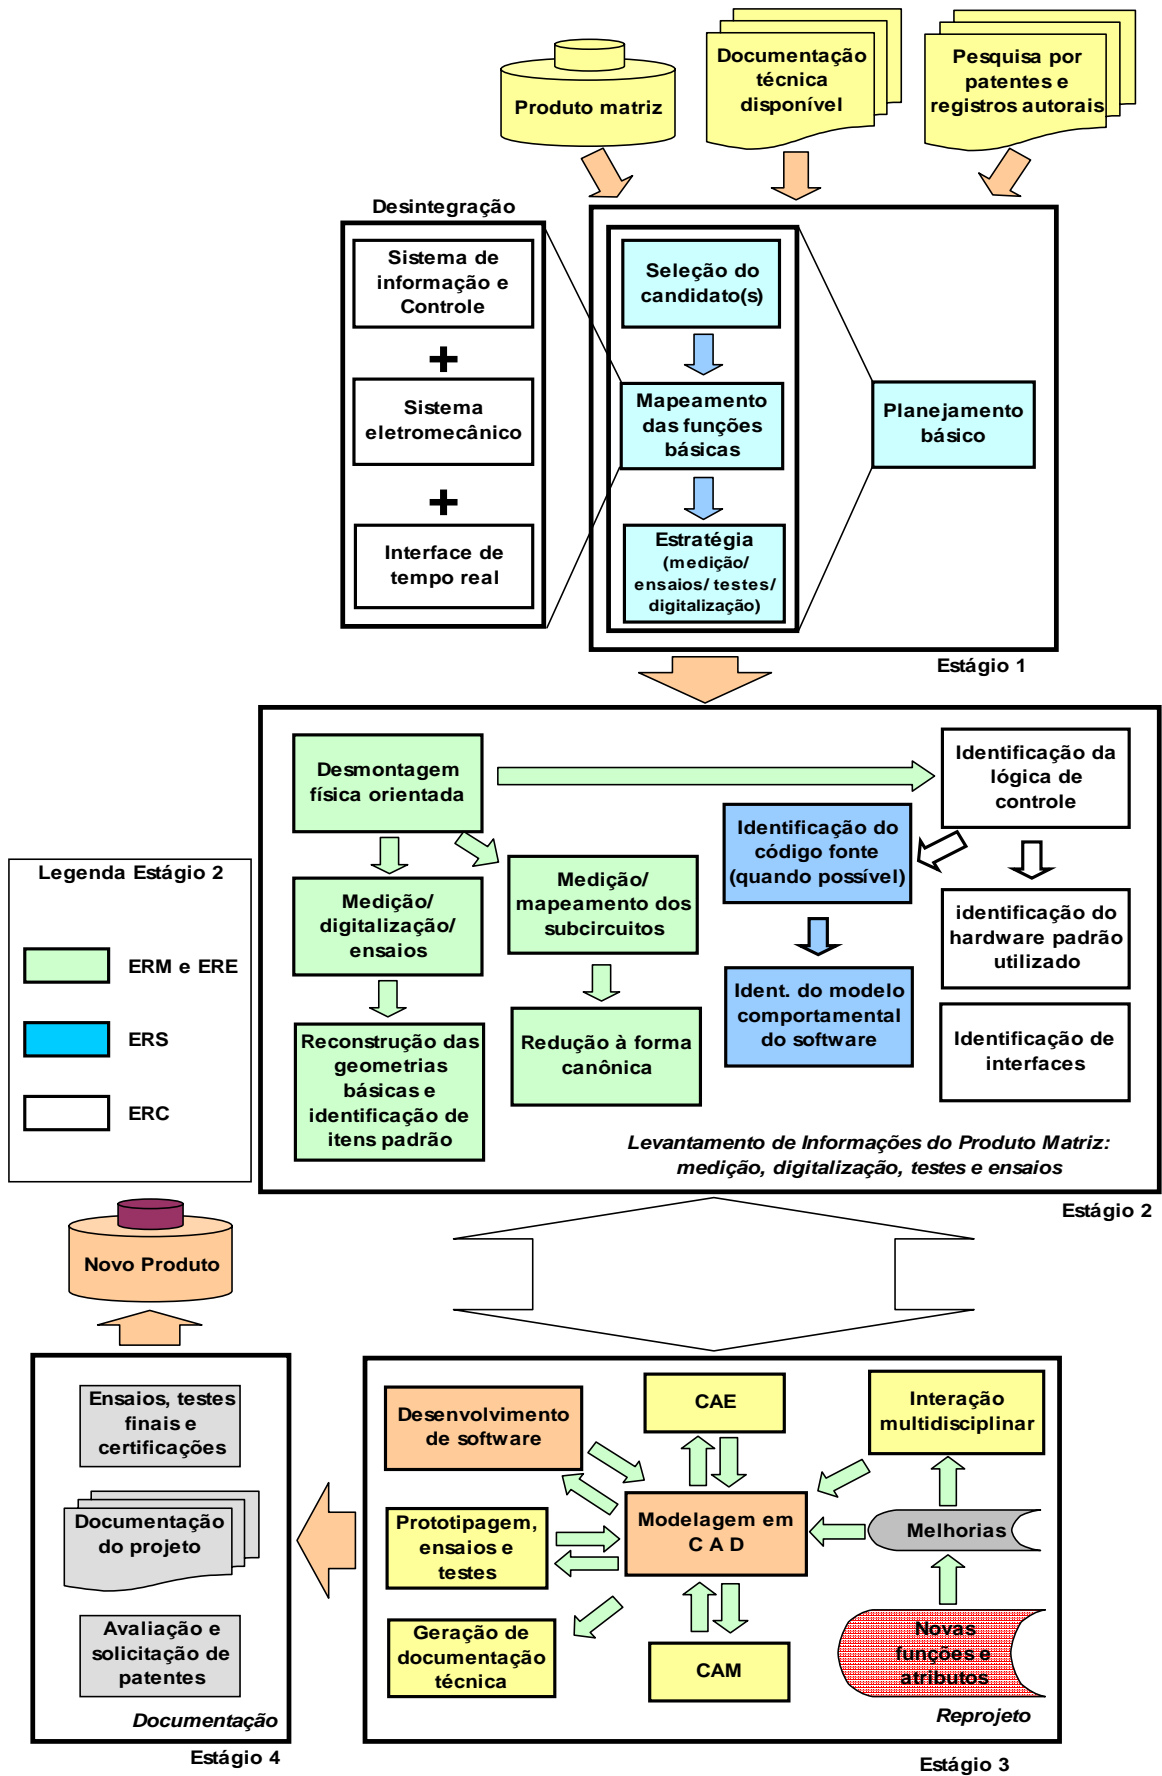 Produto matriz
Documentação
técnica
disponível
Pesquisa por
patentes e
registros autorais
Desintegração
Sistema de
informação e
Controle
+
Sistema
eletromecânico
+
Interface de
tempo real
Seleção do
candidato(s)
Mapeamento
das funções
básicas
Estratégia
(medição/
ensaios/ testes/
digitalização)
Planejamento
básico
Estágio 1
Desmontagem
física orientada
Identificação da
lógica de
controle
Identificação do
código fonte
(quando possível)
Medição/
digitalização/
ensaios
Medição/
mapeamento dos
subcircuitos
identificação do
hardware padrão
utilizado
Reconstrução das
geometrias
básicas e
identificação de
itens padrão
Redução à forma
canônica
Ident. do modelo
comportamental
do software
Identificação de
interfaces
Levantamento de Informações do Produto Matriz:
medição, digitalização, testes e ensaios
Estágio 2
Legenda Estágio 2
ERM e ERE
ERS
ERC
Novo Produto
Ensaios, testes
finais e
certificações
Documentação
do projeto
Avaliação e
solicitação de
patentes
Documentação
Estágio 4
Desenvolvimento
de software
CAE
Interação
multidisciplinar
Prototipagem,
ensaios e
testes
Modelagem em
C A D
Melhorias
Geração de
documentação
técnica
CAM
Novas
funções e
atributos
Reprojeto
Estágio 3